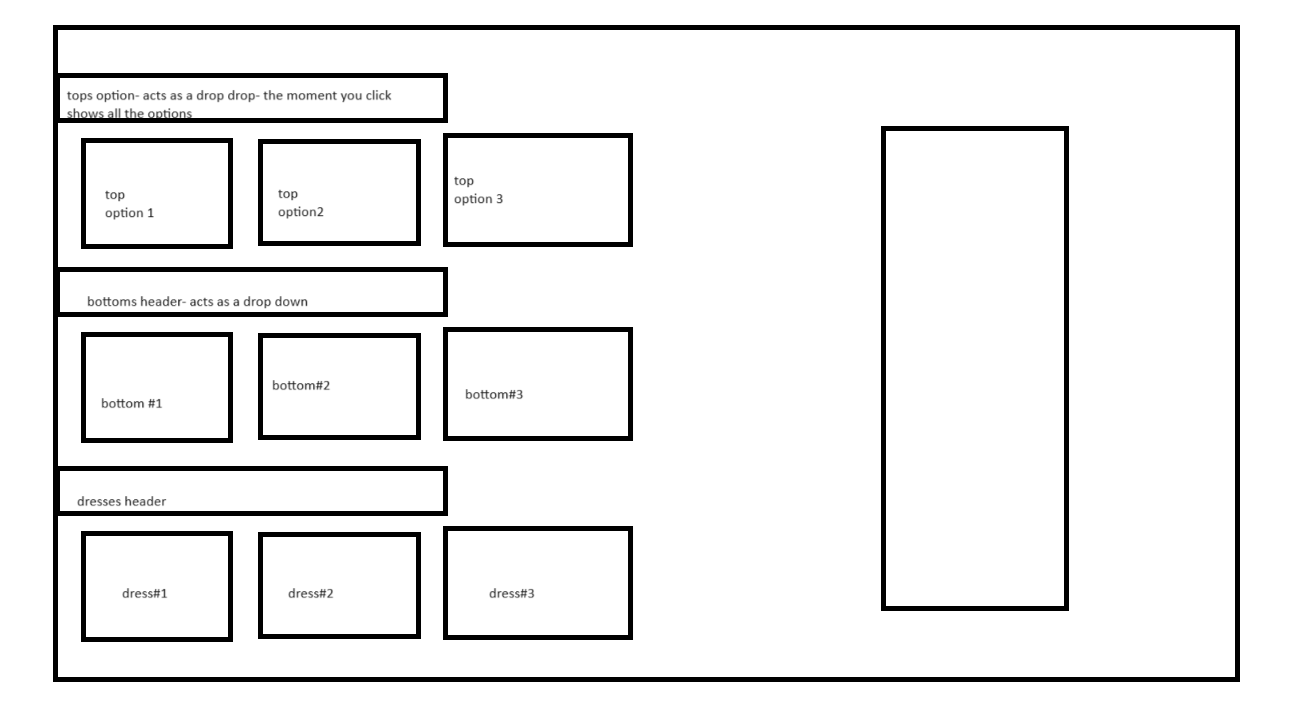 tops option- acts as a drop drop- the moment you click
shows all the options
top
option 1
top
option2
top
option 3
bottoms header- acts as a drop down
bottom #1
bottom#2
bottom#3
dresses header
dress#1
dress#2
dress#3